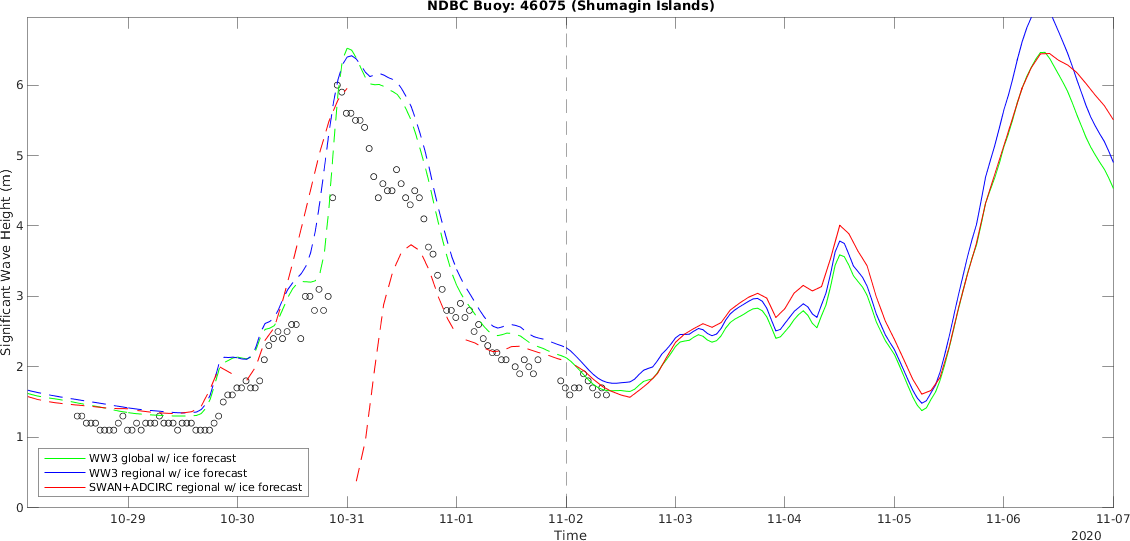 NDBC Buoy: 46075 (Shumagin Islands)
Significant Wave Height (m)
6
5
4
3
2
1
0
WW3 global w/ ice forecast
WW3 regional w/ ice forecast
SWAN+ADCIRC regional w/ ice forecast
10-29 10-30 10-31 11-01 11-02 11-03 11-04 11-05 11-06 11-07
Time
2020